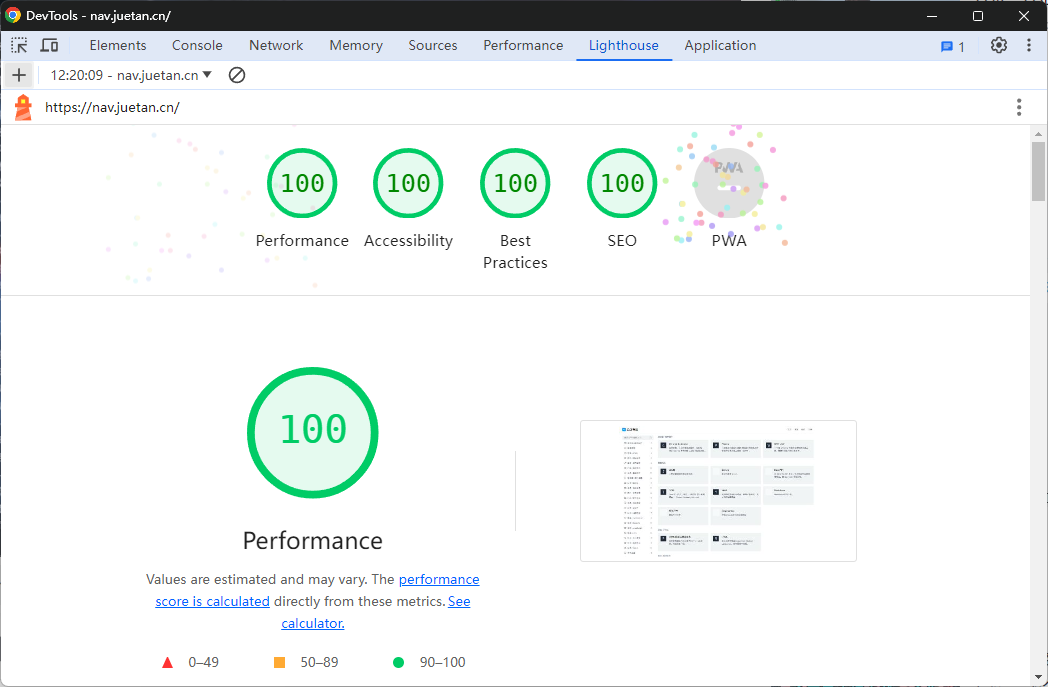 DevTools - nav.juetan.cn/
Elements Console Network Memory Sources Performance Lighthouse Application 1
12:20:09 - nav.juetan.cn
https://nav.juetan.cn/
100 100 100 100 PWA
Performance Accessibility Best Practices SEO PWA
100
Performance
Values are estimated and may vary. The performance
score is calculated directly from these metrics. See
calculator.
0–49 50–89 90–100